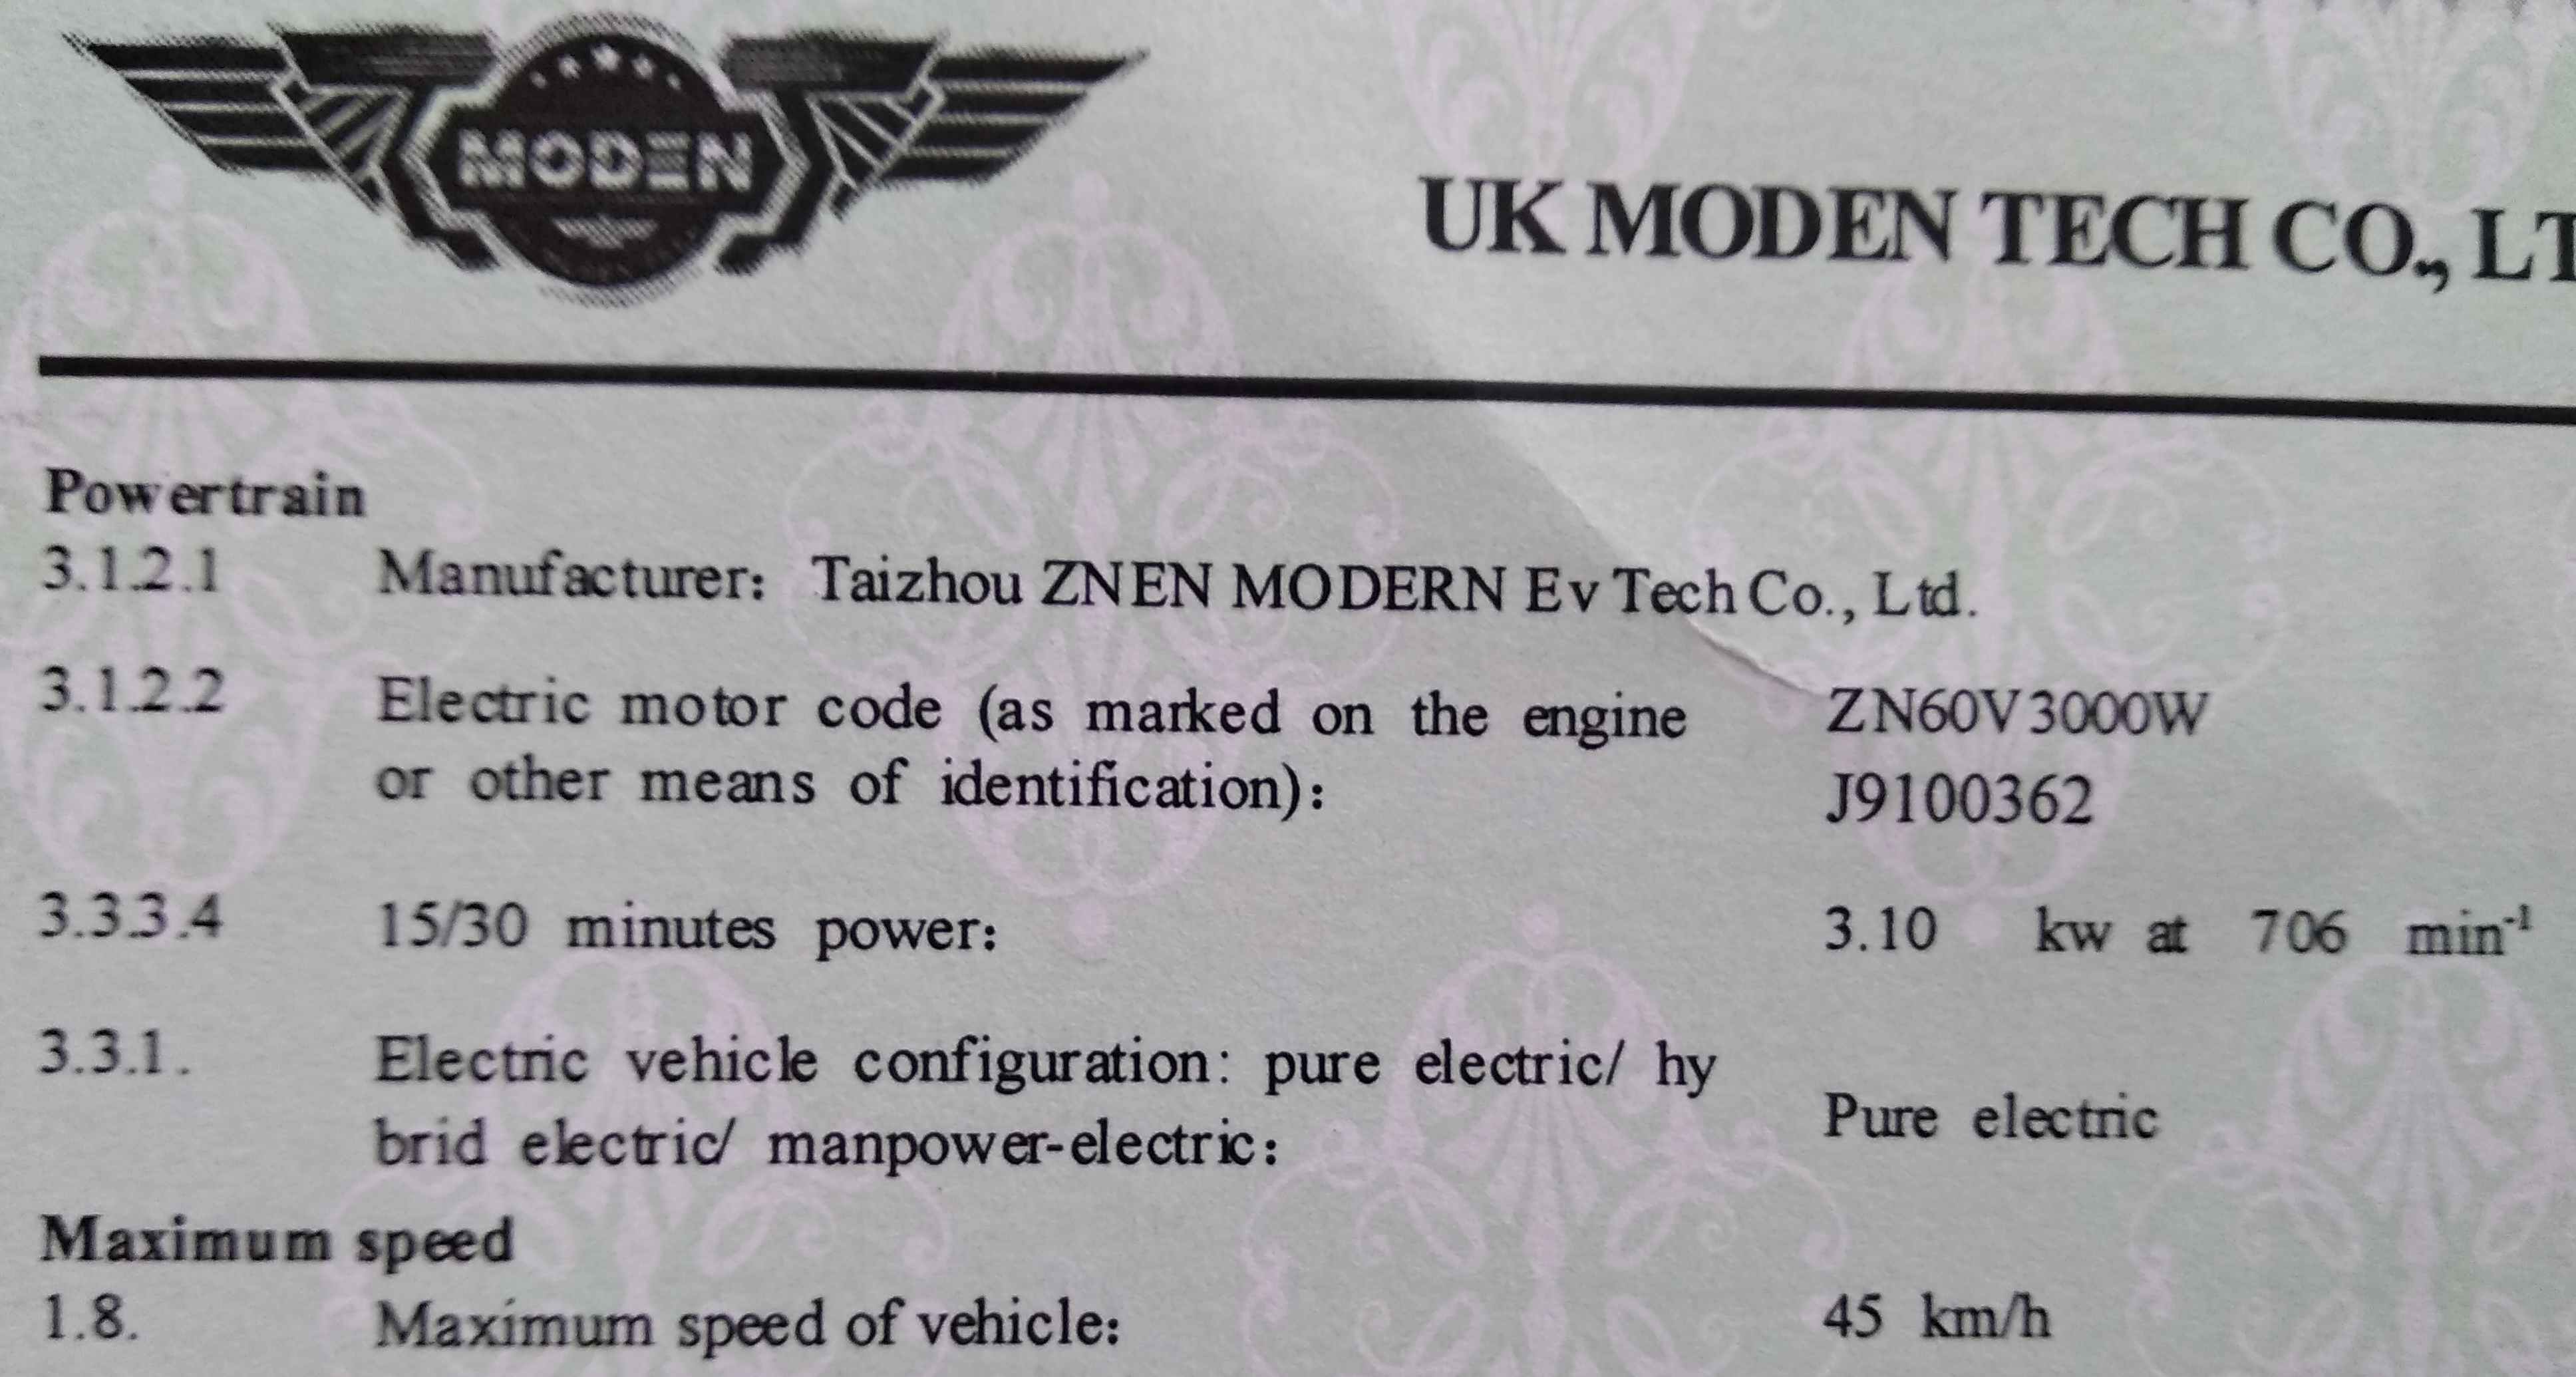 MODEN
UK MODEN TECH CO., LT
Powertrain
3.1.2.1 Manufacturer: Taizhou ZNEN MODERN Ev Tech Co., Ltd.
3.1.2.2 Electric motor code (as marked on the engine ZN60V3000W
or other means of identification): J9100362
3.3.3.4 15/30 minutes power: 3.10 kw at 706 min⁻¹
3.3.1. Electric vehicle configuration: pure electric/ hy
brid electric/ manpower-electric: Pure electric
Maximum speed
1.8. Maximum speed of vehicle: 45 km/h